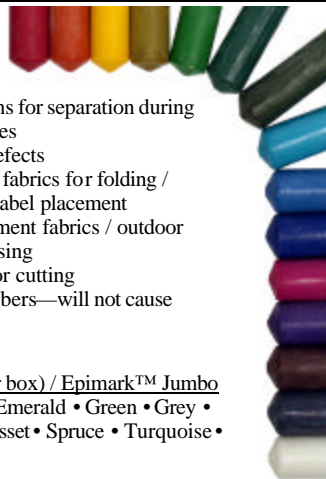 ns for separation during
es
efects
fabrics for folding /
abel placement
ment fabrics / outdoor
sing
or cutting
bers—will not cause
r box) / Epimark™ Jumbo
Emerald • Green • Grey •
sset • Spruce • Turquoise •